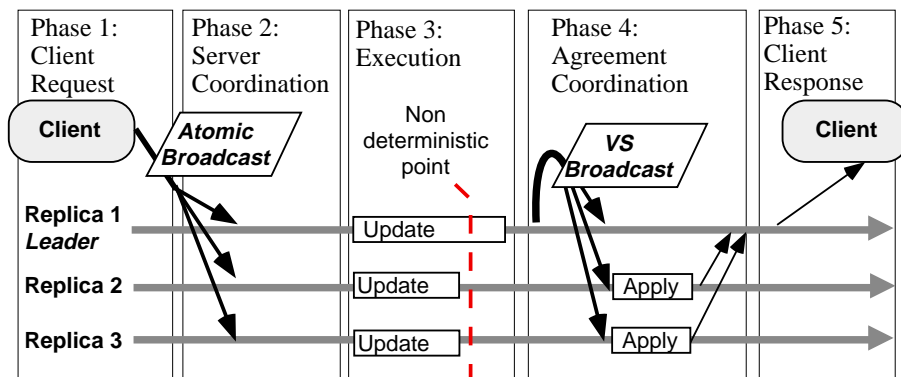 Phase 1:
Client
Request
Phase 2:
Server
Coordination
Phase 3:
Execution
Phase 4:
Agreement
Coordination
Phase 5:
Client
Response
Client
Atomic
Broadcast
Non
deterministic
point
VS
Broadcast
Client
Replica 1
Leader
Update
Replica 2
Update
Apply
Replica 3
Update
Apply